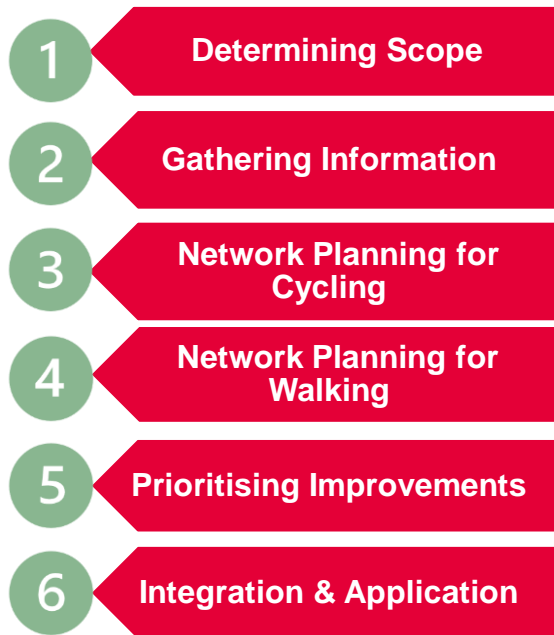 1 Determining Scope
2 Gathering Information
3 Network Planning for
Cycling
4 Network Planning for
Walking
5 Prioritising Improvements
6 Integration & Application